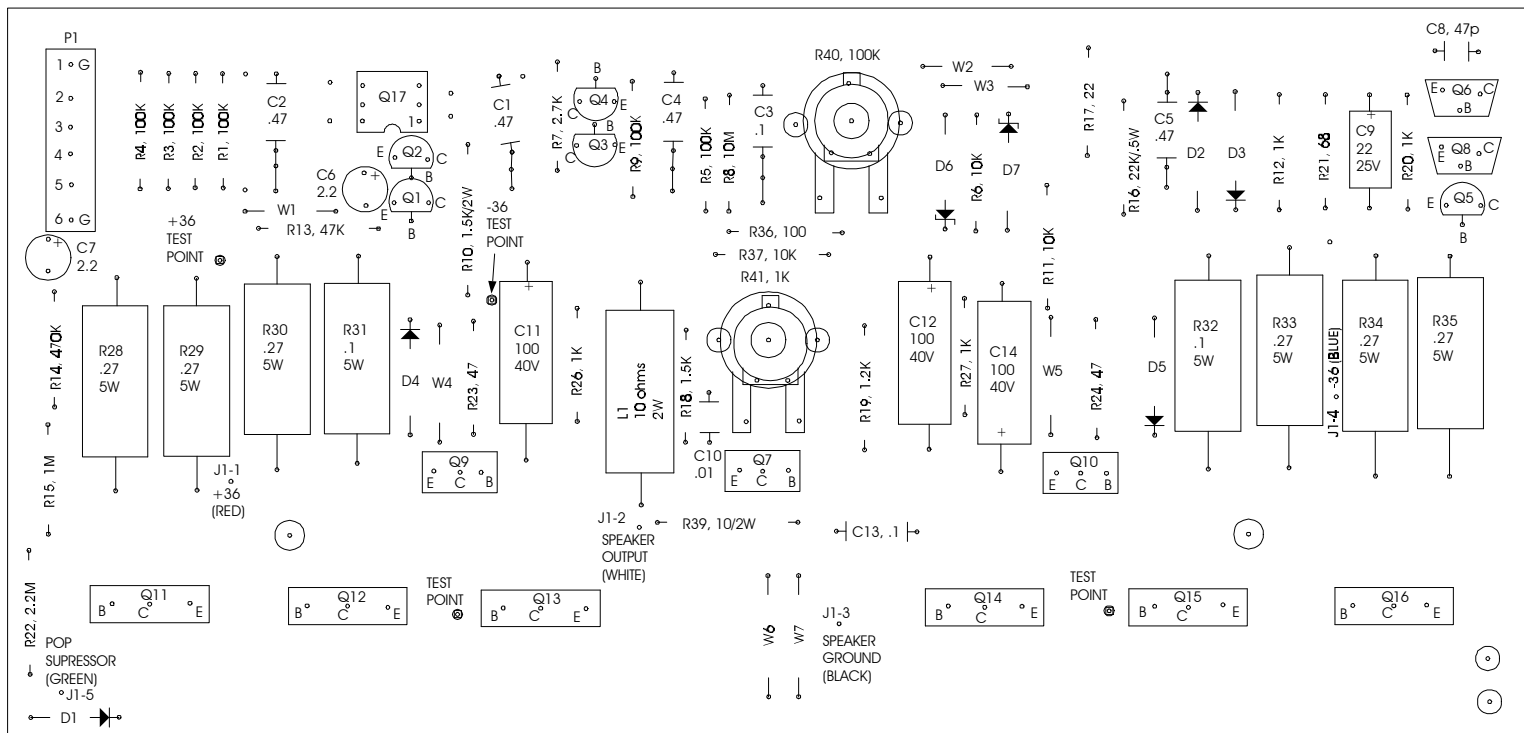 P1
1 G
2
3
4
5
6 G
C7
2.2
R4, 100K
R3, 100K
R2, 100K
R1, 100K
C2
.47
Q17
1
E
Q2
C
B
C6
2.2
E
Q1
C
B
W1
R13, 47K
+36
TEST
POINT
R10, 1.5K/2W
-36
TEST
POINT
C1
.47
R7, 2.7K
B
Q4
E
C
B
Q3
E
C
R9, 100K
C4
.47
R5, 100K
R8, 10M
C3
.1
R40, 100K
R36, 100
R37, 10K
R41, 1K
W2
W3
D6
R6, 10K
D7
R17, 22
R11, 10K
R16, 22K/.5W
C5
.47
D2
D3
R12, 1K
R21, 68
C9
22
25V
R20, 1K
C8, 47p
E
Q6
C
B
E
Q8
C
B
E
Q5
C
B
R14, 470K
R28
.27
5W
R29
.27
5W
R30
.27
5W
R31
.1
5W
D4
W4
R23, 47
C11
100
40V
R26, 1K
L1
10 ohms
2W
R18, 1.5K
C10
.01
R19, 1.2K
C12
100
40V
R27, 1K
C14
100
40V
W5
R24, 47
D5
R32
.1
5W
R33
.27
5W
J1-4 -36 (BLUE)
R34
.27
5W
R35
.27
5W
R15, 1M
J1-1
+36
(RED)
Q9
E C B
Q7
E C B
Q10
E C B
J1-2
SPEAKER
OUTPUT
(WHITE)
R39, 10/2W
C13, .1
R22, 2.2M
Q11
B C E
Q12
B C E
TEST
POINT
Q13
B C E
W6
W7
J1-3
SPEAKER
GROUND
(BLACK)
Q14
B C E
TEST
POINT
Q15
B C E
Q16
B C E
POP
SUPRESSOR
(GREEN)
J1-5
D1